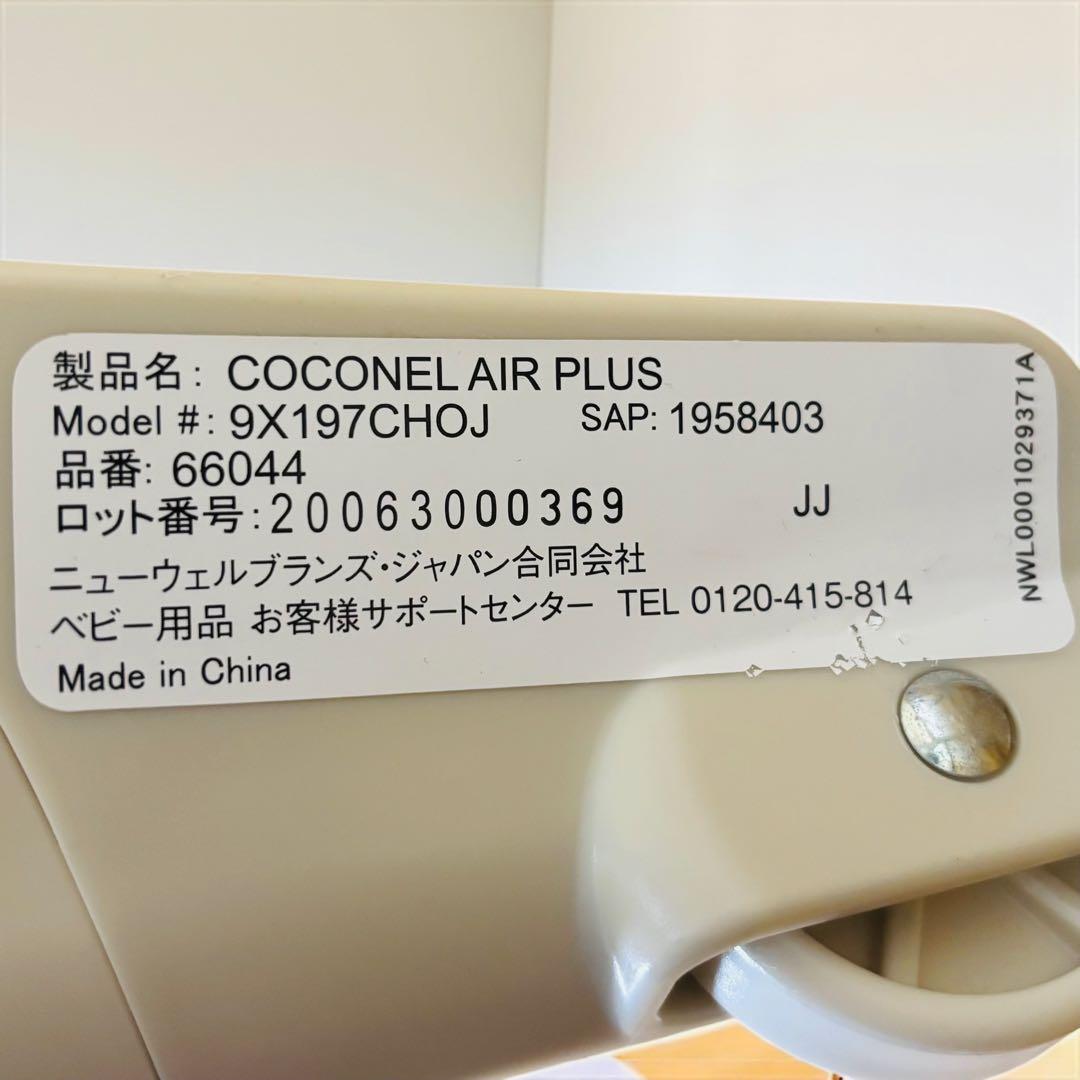 製品名: COCONEL AIR PLUS
Model #: 9X197CHOJ SAP: 1958403
品番: 66044
ロット番号: 20063000369 JJ
ニューウェルブランズ・ジャパン合同会社
ベビー用品 お客様サポートセンター TEL 0120-415-814
Made in China
NWL0001029371A